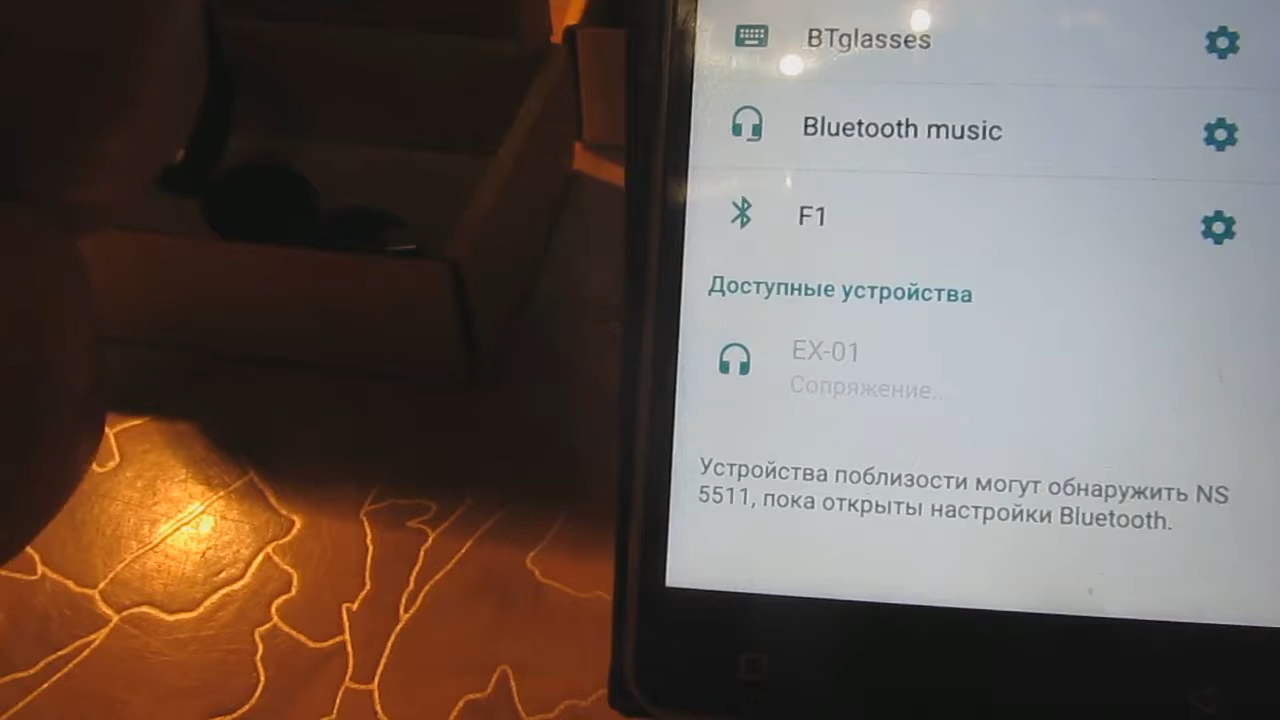 BTglasses
Bluetooth music
F1
Доступные устройства
EX-01
Сопряжение..
Устройства поблизости могут обнаружить NS
5511, пока открыты настройки Bluetooth.